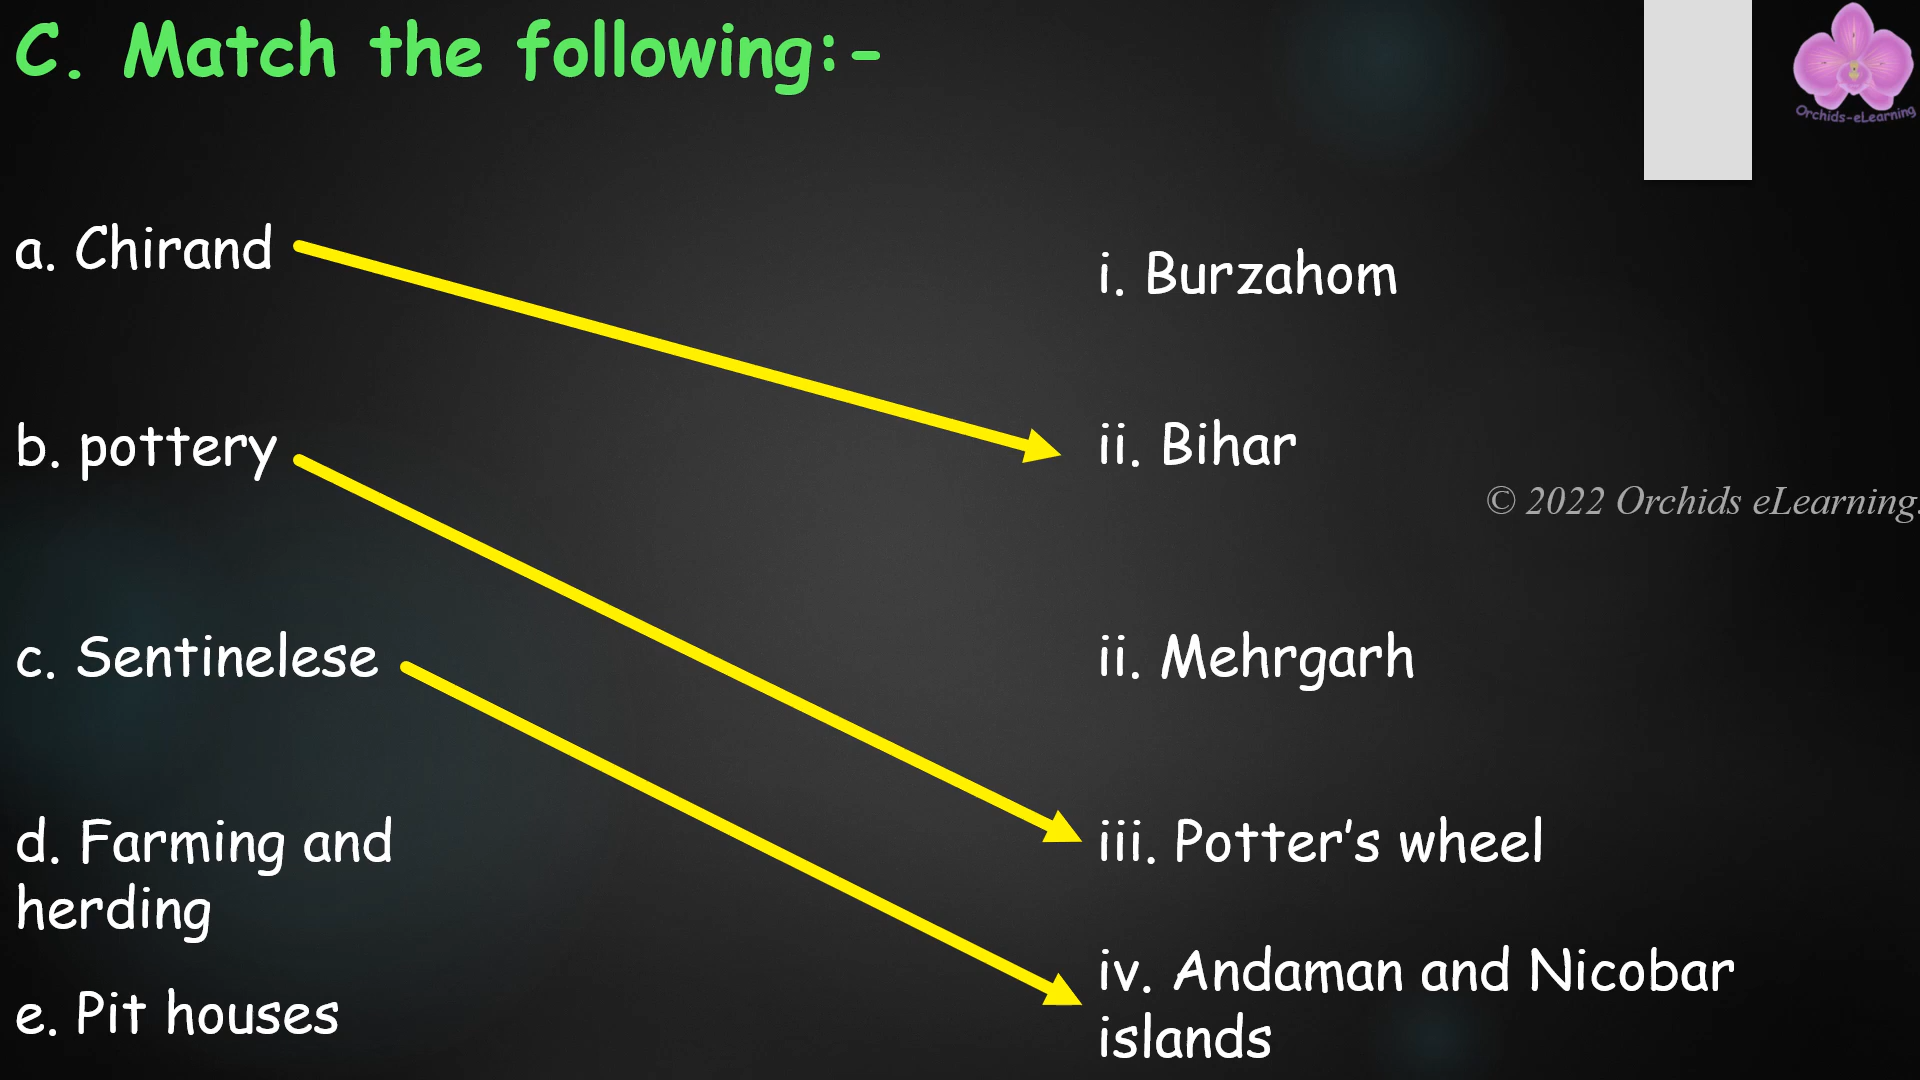 C. Match the following:-
Orchids-eLearning
a. Chirand
i. Burzahom
b. pottery
ii. Bihar
© 2022 Orchids eLearning.
c. Sentinelese
ii. Mehrgarh
d. Farming and
herding
iii. Potter’s wheel
e. Pit houses
iv. Andaman and Nicobar
islands